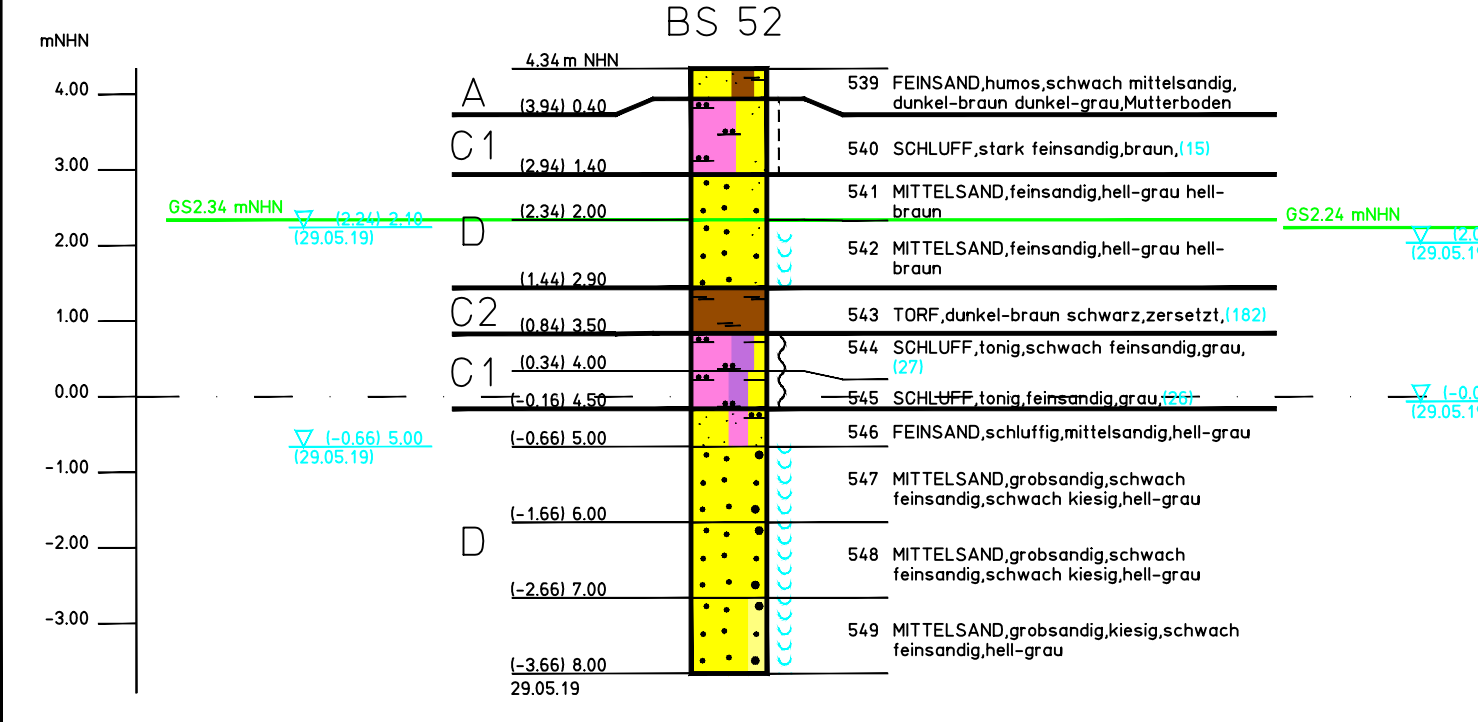 BS 52
mNHN
4.34 m NHN
4.00
A
539 FEINSAND,humos,schwach mittelsandig,
dunkel-braun dunkel-grau,Mutterboden
(3.94) 0.40
C1
540 SCHLUFF,stark feinsandig,braun,(15)
3.00
(2.94) 1.40
541 MITTELSAND,feinsandig,hell-grau hell-
braun
GS2.34 mNHN
(2.34) 2.00
GS2.24 mNHN
(2.24) 2.10
(29.05.19)
D
2.00
542 MITTELSAND,feinsandig,hell-grau hell-
braun
(1.44) 2.90
C2
1.00
543 TORF,dunkel-braun schwarz,zersetzt,(182)
(0.84) 3.50
544 SCHLUFF,tonig,schwach feinsandig,grau,
(27)
(0.34) 4.00
C1
0.00
(-0.16) 4.50
545 SCHLUFF,tonig,feinsandig,grau,(26)
546 FEINSAND,schluffig,mittelsandig,hell-grau
(-0.66) 5.00
(-0.66) 5.00
(29.05.19)
-1.00
547 MITTELSAND,grobsandig,schwach
feinsandig,schwach kiesig,hell-grau
(-1.66) 6.00
D
-2.00
548 MITTELSAND,grobsandig,schwach
feinsandig,schwach kiesig,hell-grau
(-2.66) 7.00
-3.00
549 MITTELSAND,grobsandig,kiesig,schwach
feinsandig,hell-grau
(-3.66) 8.00
29.05.19